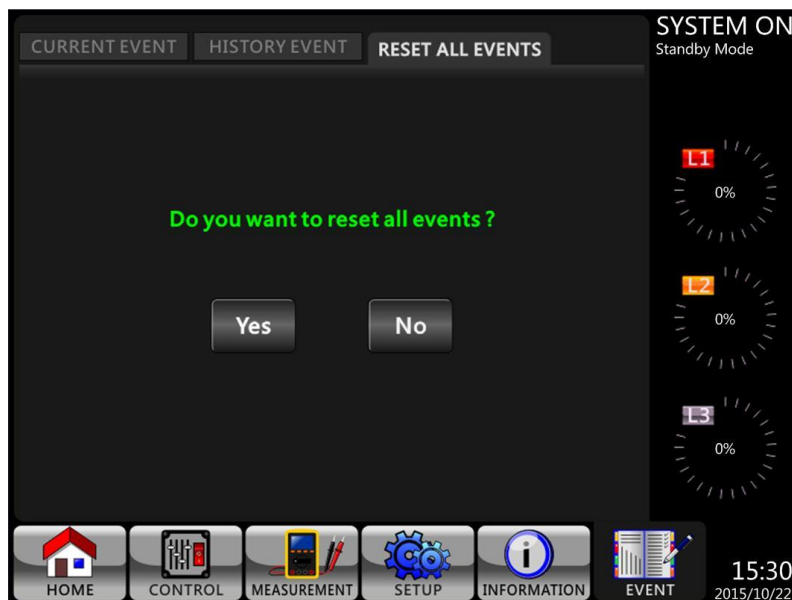 CURRENT EVENT
HISTORY EVENT
RESET ALL EVENTS
SYSTEM ON
Standby Mode
Do you want to reset all events ?
Yes
No
L1
0%
L2
0%
L3
0%
HOME
CONTROL
MEASUREMENT
SETUP
INFORMATION
EVENT
15:30
2015/10/22